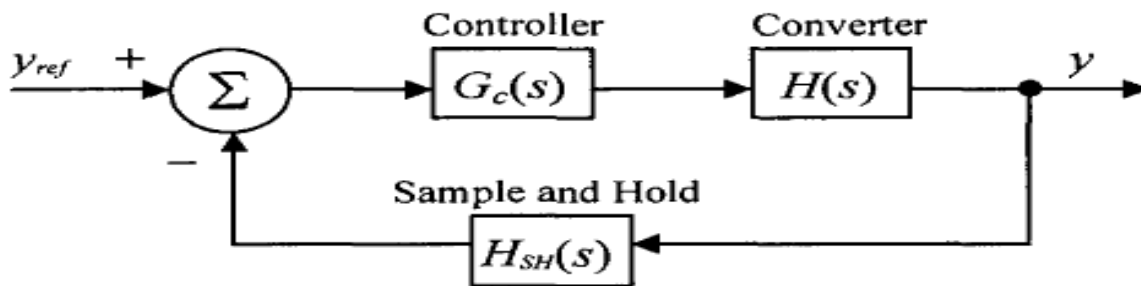 Controller
Converter
y_ref
+
Σ
G_c(s)
H(s)
y
−
Sample and Hold
H_SH(s)